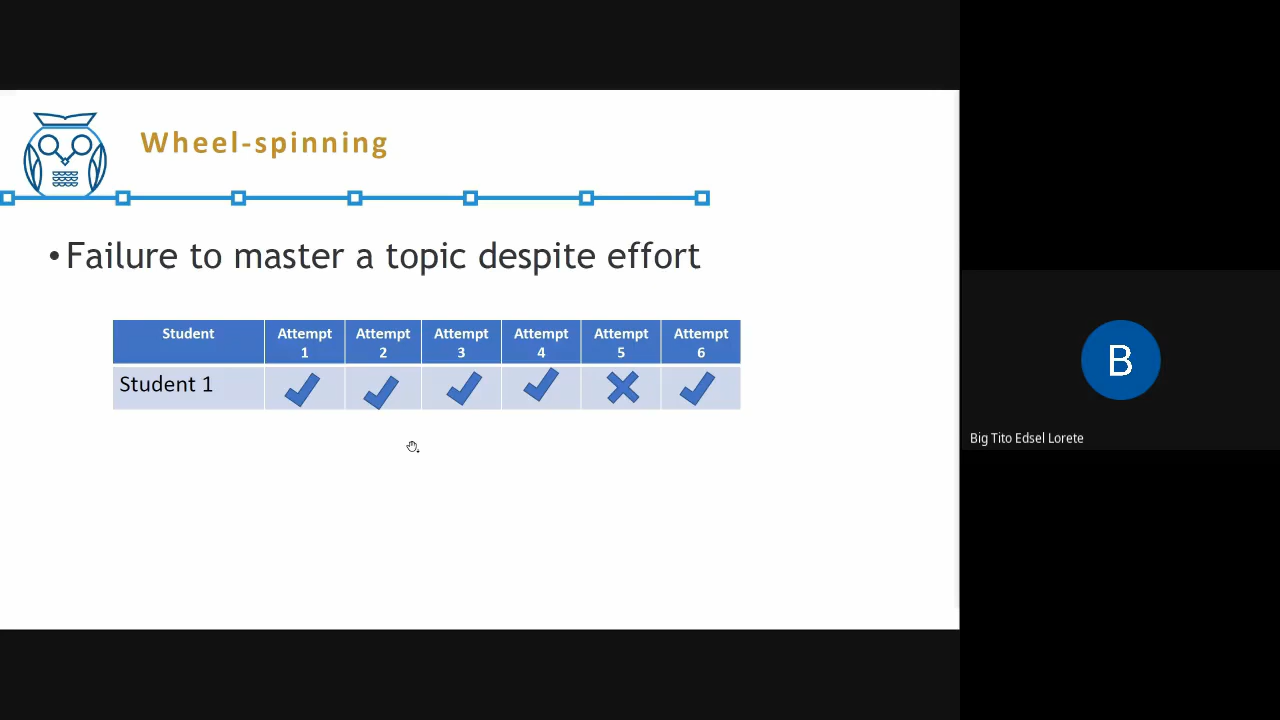 Wheel-spinning
•Failure to master a topic despite effort
Student Attempt 1 Attempt 2 Attempt 3 Attempt 4 Attempt 5 Attempt 6
Student 1
B
Big Tito Edsel Lorete